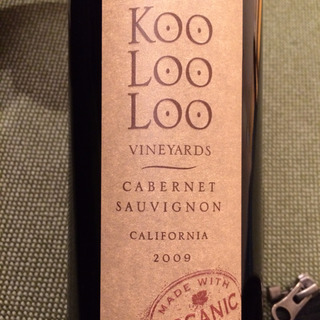 KOO
LOO
LOO
VINEYARDS
CABERNET
SAUVIGNON
CALIFORNIA
2009
MADE WITH